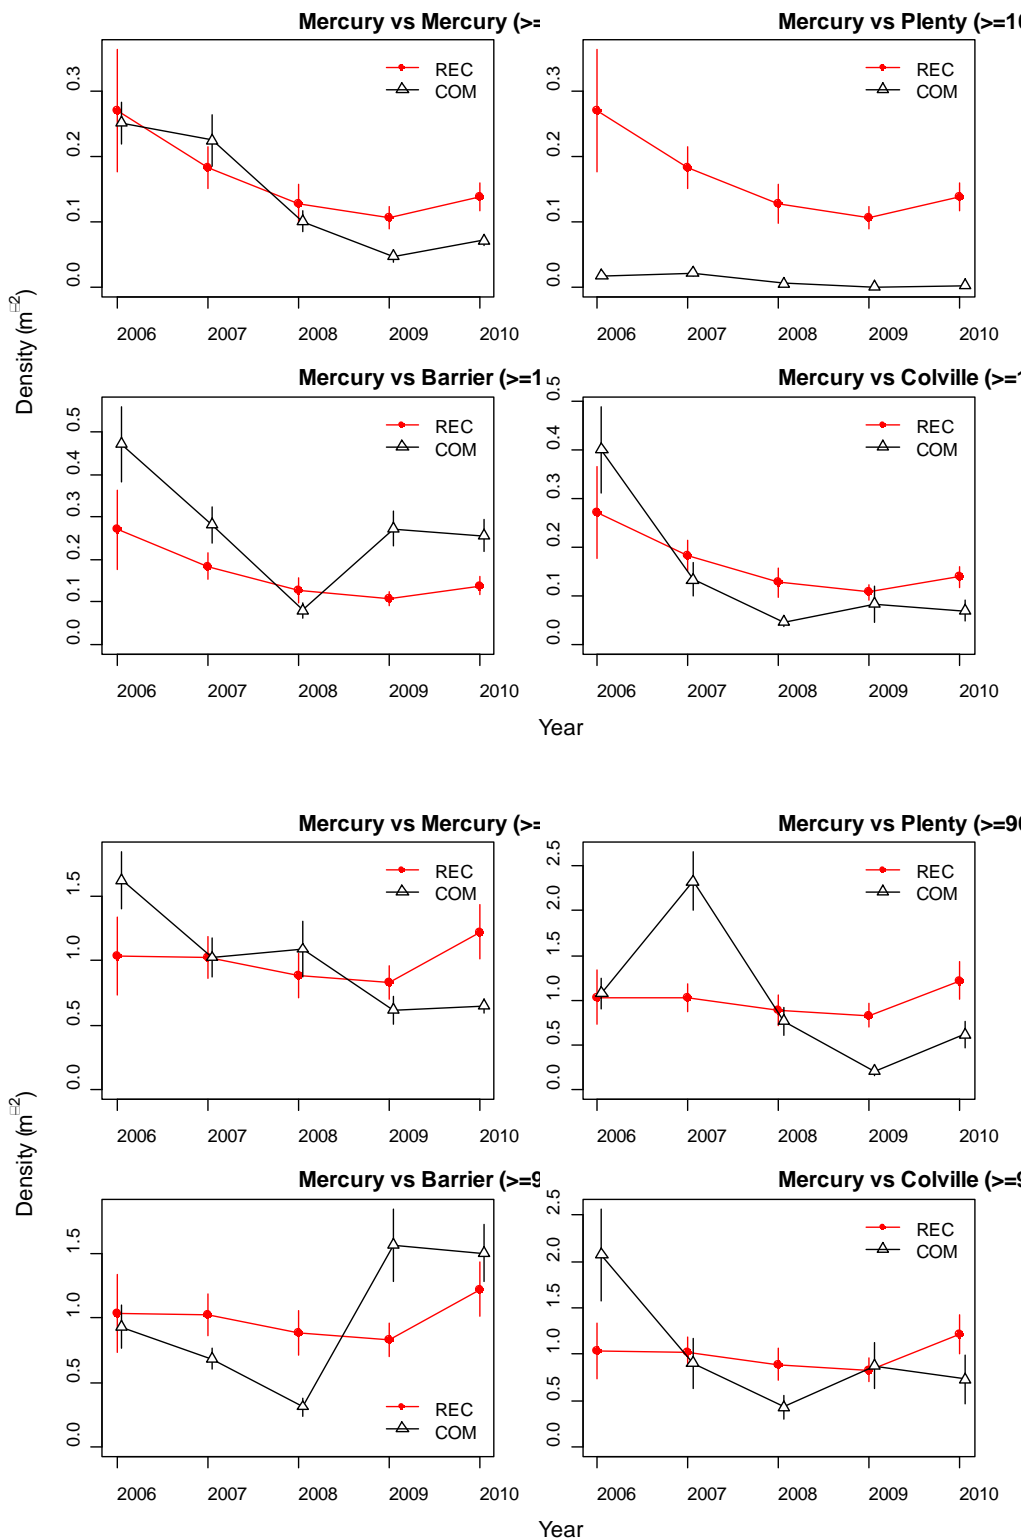 Mercury vs Mercury (>=
Mercury vs Plenty (>=10
REC
COM
REC
COM
0.0 0.1 0.2 0.3
0.0 0.1 0.2 0.3
2006 2007 2008 2009 2010
2006 2007 2008 2009 2010
Density (m⁻²)
Mercury vs Barrier (>=1
Mercury vs Colville (>=1
REC
COM
REC
COM
0.0 0.1 0.2 0.3 0.4 0.5
0.0 0.1 0.2 0.3 0.4 0.5
2006 2007 2008 2009 2010
2006 2007 2008 2009 2010
Year
Mercury vs Mercury (>=
Mercury vs Plenty (>=90
REC
COM
REC
COM
0.0 0.5 1.0 1.5
0.0 0.5 1.0 1.5 2.0 2.5
2006 2007 2008 2009 2010
2006 2007 2008 2009 2010
Density (m⁻²)
Mercury vs Barrier (>=9
Mercury vs Colville (>=9
REC
COM
REC
COM
0.0 0.5 1.0 1.5
0.0 0.5 1.0 1.5 2.0 2.5
2006 2007 2008 2009 2010
2006 2007 2008 2009 2010
Year